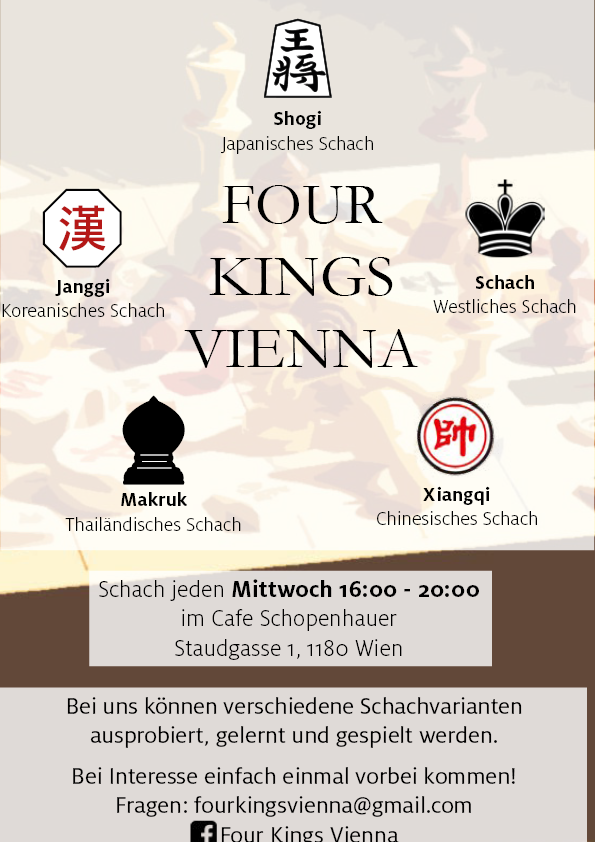 王
將
Shogi
Japanisches Schach
FOUR
KINGS
VIENNA
漢
Janggi
Koreanisches Schach
Schach
Westliches Schach
Makruk
Thailändisches Schach
帥
Xiangqi
Chinesisches Schach
Schach jeden Mittwoch 16:00 - 20:00
im Cafe Schopenhauer
Staudgasse 1, 1180 Wien
Bei uns können verschiedene Schachvarianten
ausprobiert, gelernt und gespielt werden.
Bei Interesse einfach einmal vorbei kommen!
Fragen: fourkingsvienna@gmail.com
Four Kings Vienna